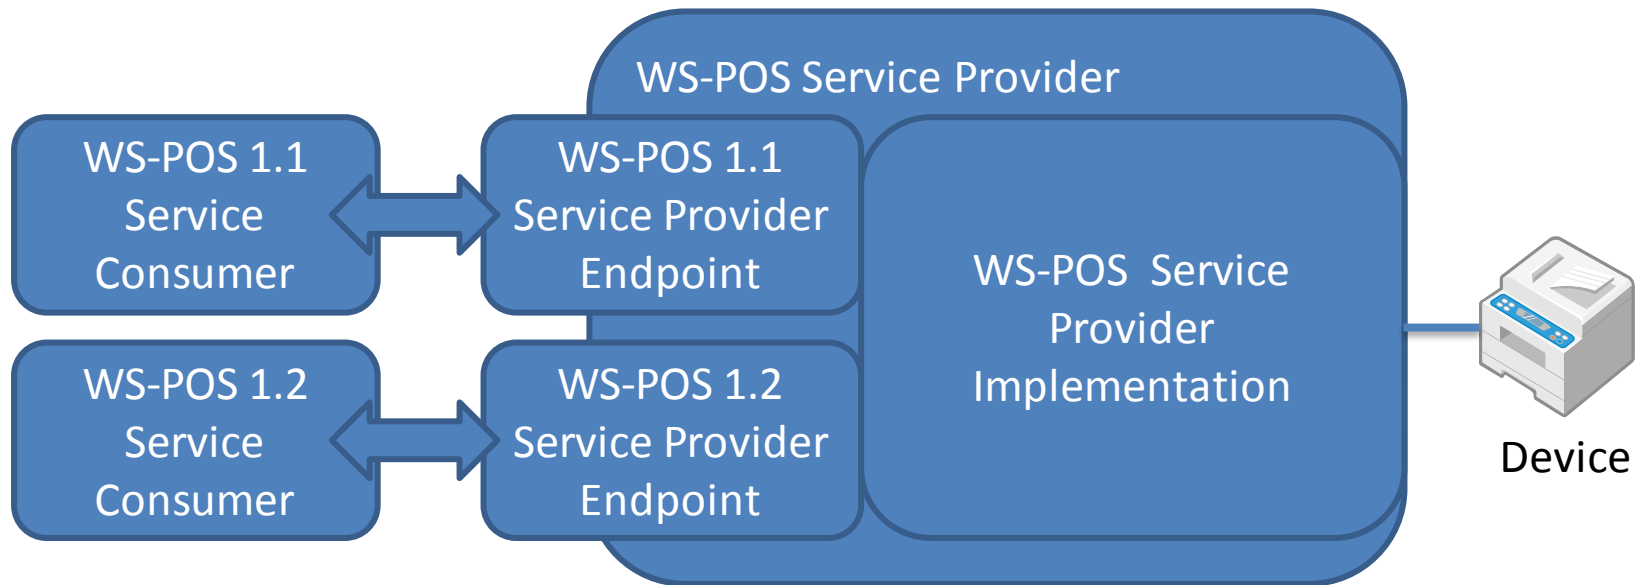 WS-POS Service Provider
WS-POS 1.1
Service
Consumer
WS-POS 1.1
Service Provider
Endpoint
WS-POS 1.2
Service
Consumer
WS-POS 1.2
Service Provider
Endpoint
WS-POS  Service
Provider
Implementation
Device